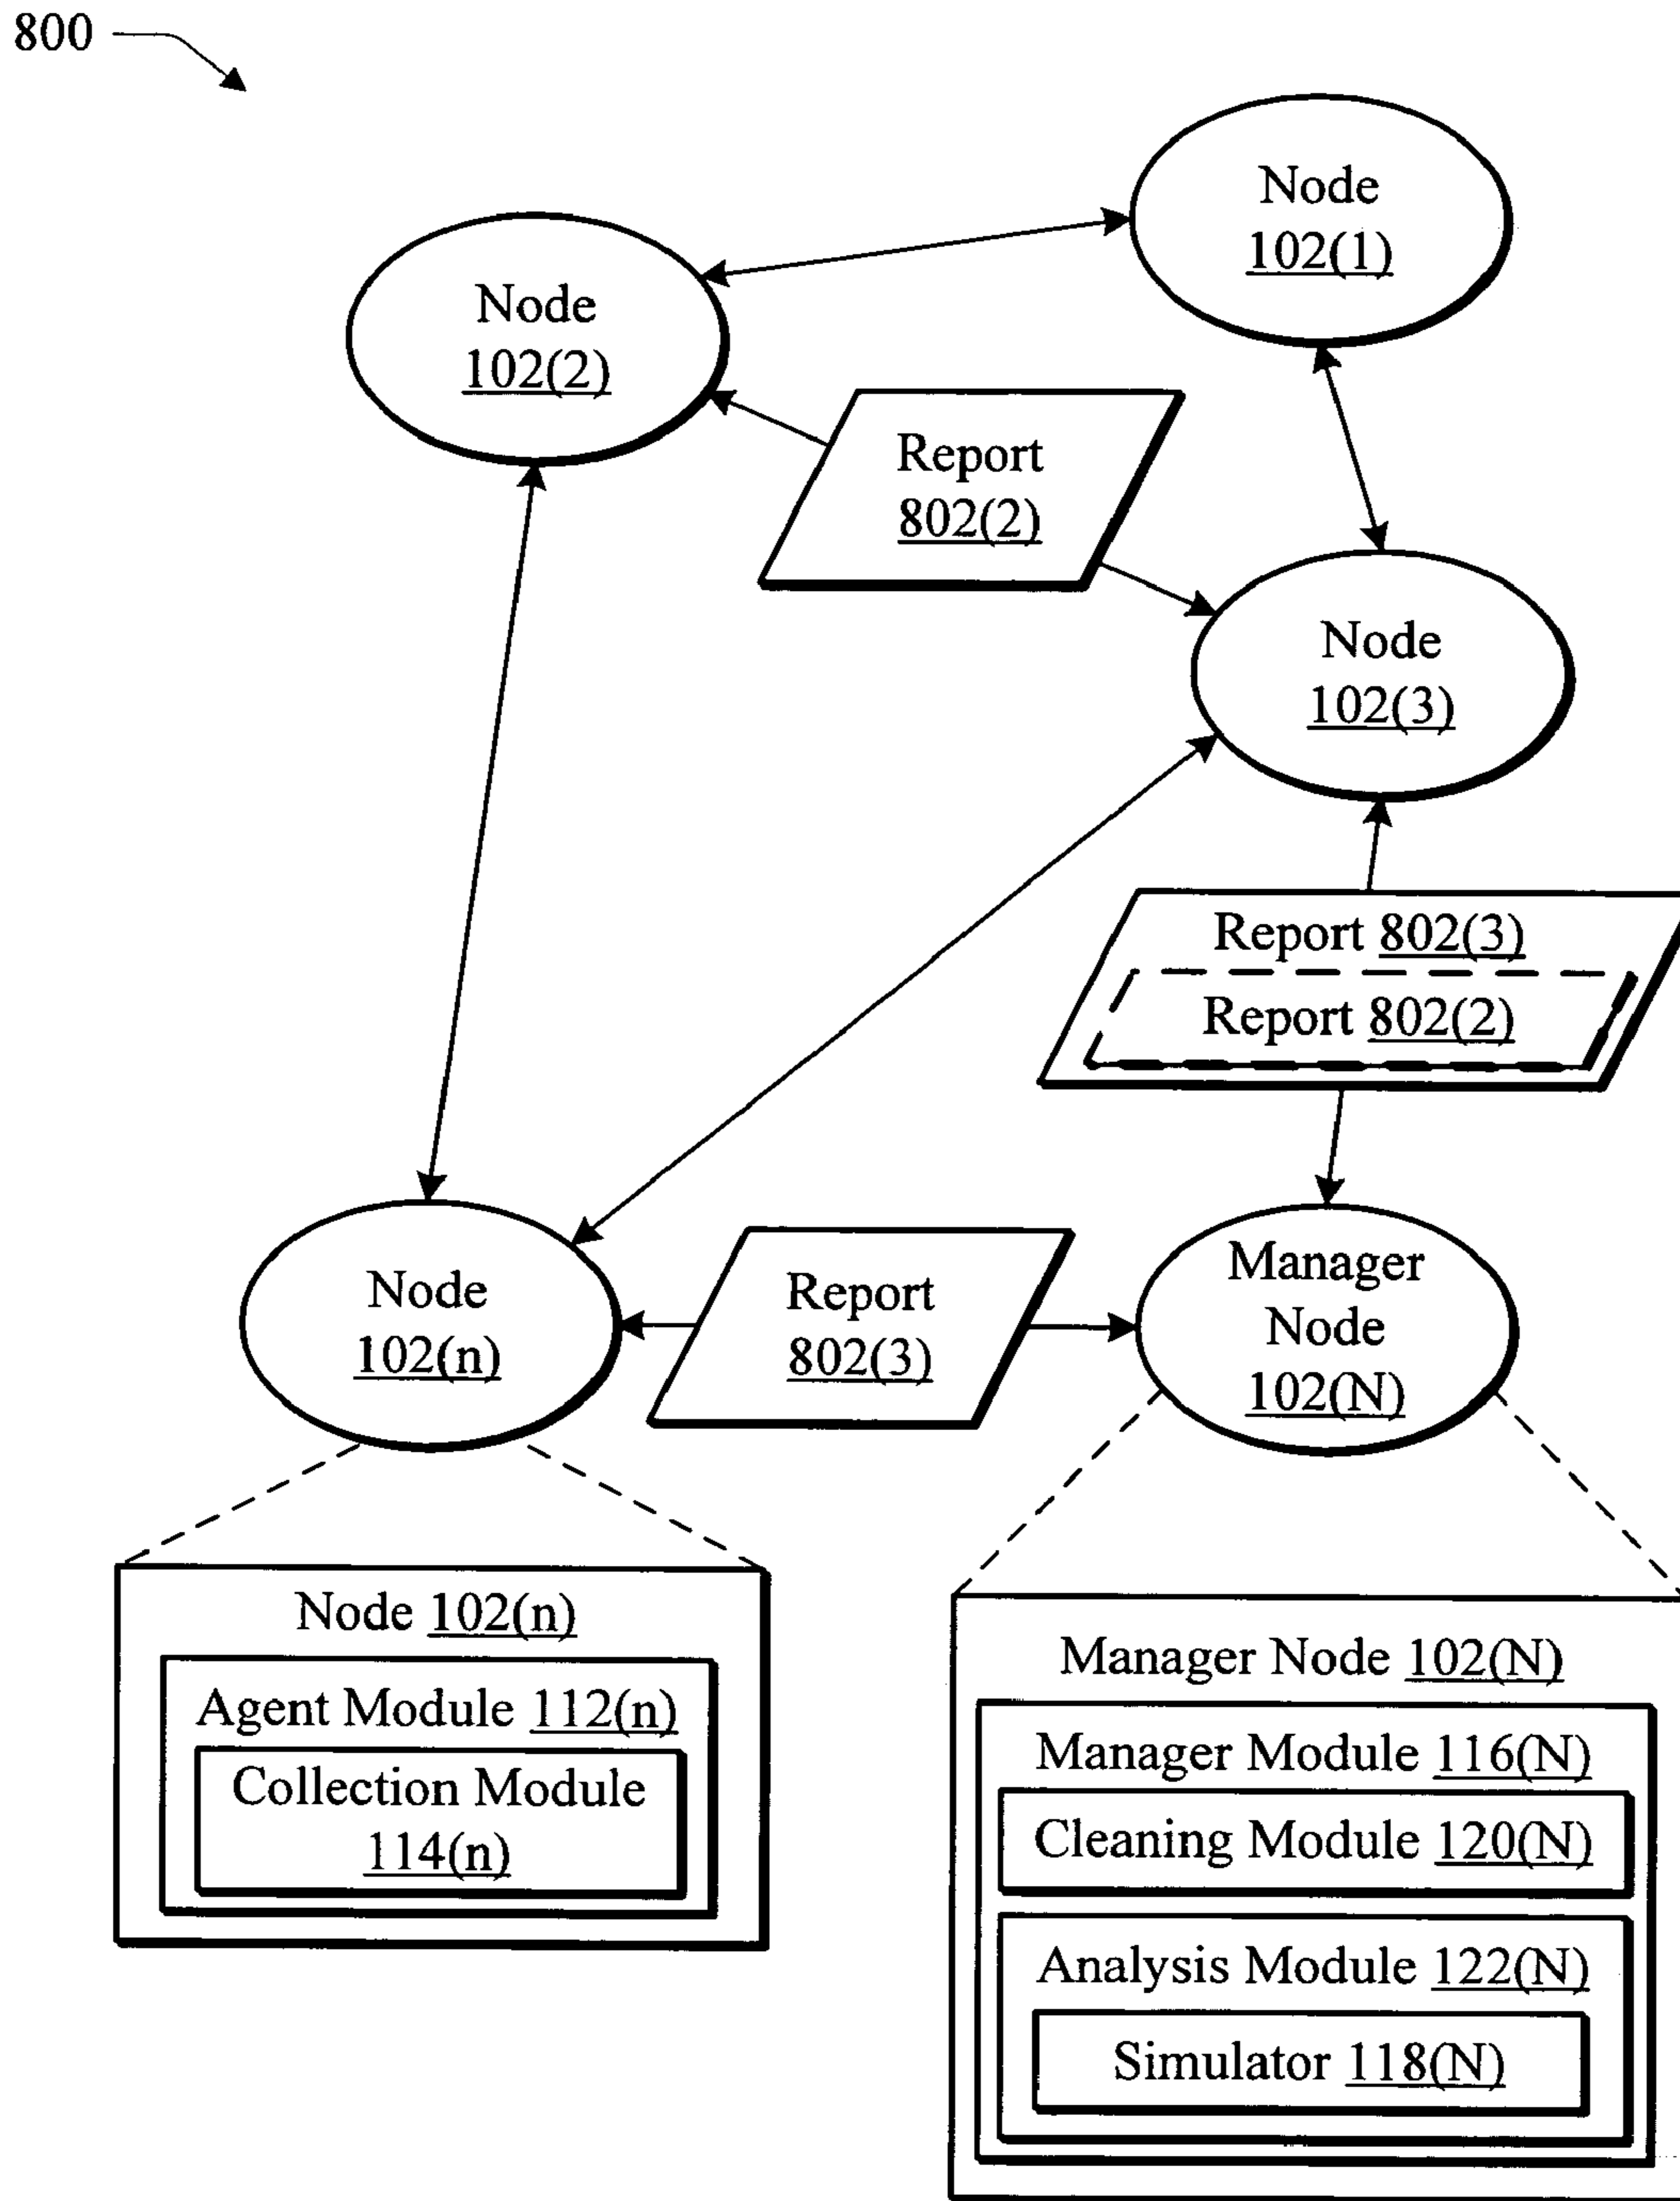 800
Node
102(1)
Node
102(2)
Report
802(2)
Node
102(3)
Report 802(3)
Report 802(2)
Node
102(n)
Report
802(3)
Manager
Node
102(N)
Node 102(n)
Agent Module 112(n)
Collection Module
114(n)
Manager Node 102(N)
Manager Module 116(N)
Cleaning Module 120(N)
Analysis Module 122(N)
Simulator 118(N)